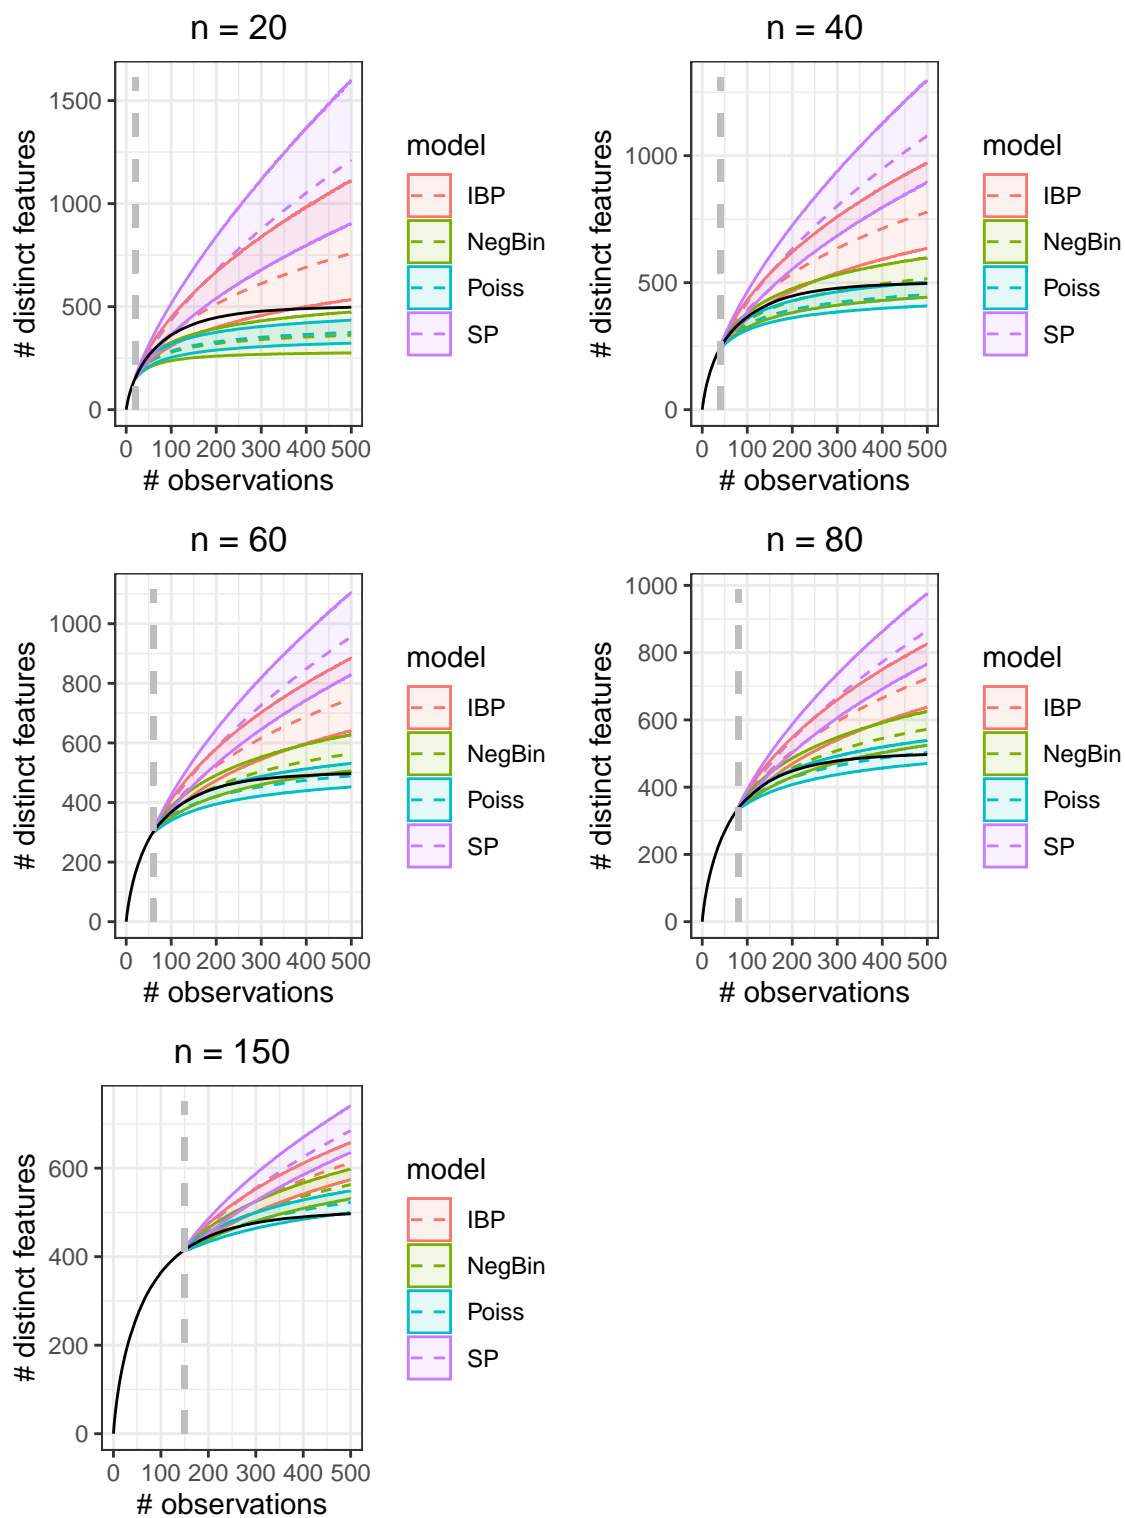 n = 20
# distinct features
1500
1000
500
0
0 100 200 300 400 500
# observations
model
IBP
NegBin
Poiss
SP
n = 40
# distinct features
1000
500
0
0 100 200 300 400 500
# observations
model
IBP
NegBin
Poiss
SP
n = 60
# distinct features
1000
800
600
400
200
0
0 100 200 300 400 500
# observations
model
IBP
NegBin
Poiss
SP
n = 80
# distinct features
1000
800
600
400
200
0
0 100 200 300 400 500
# observations
model
IBP
NegBin
Poiss
SP
n = 150
# distinct features
600
400
200
0
0 100 200 300 400 500
# observations
model
IBP
NegBin
Poiss
SP